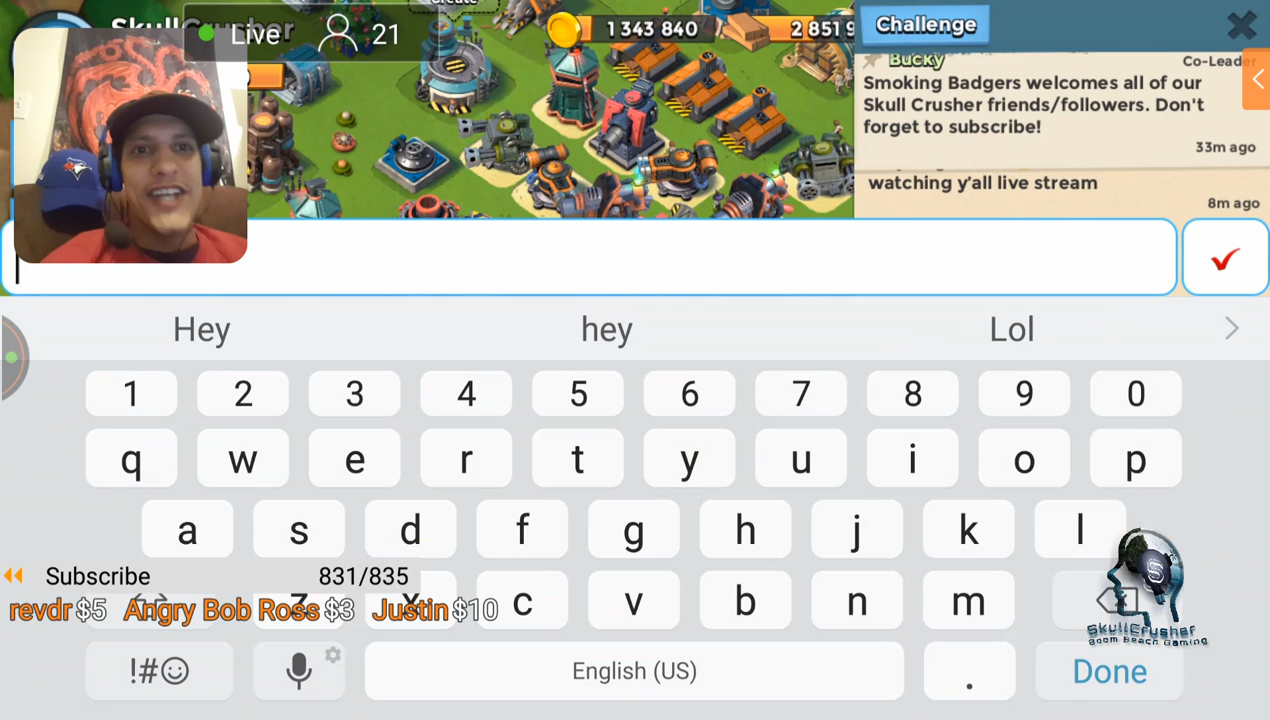 SkullCrusher
Live 21
Create
1 343 840
2 851 9
Challenge
Bucky
Co-Leader
Smoking Badgers welcomes all of our
Skull Crusher friends/followers. Don't
forget to subscribe!
33m ago
watching y'all live stream
8m ago
Hey hey Lol
1 2 3 4 5 6 7 8 9 0
q w e r t y u i o p
a s d f g h j k l
Subscribe 831/835
z x c v b n m
revdr $5 Angry Bob Ross $3 Justin $10
SkullCrusher
Boom Beach Gaming
!#☺ English (US) . Done